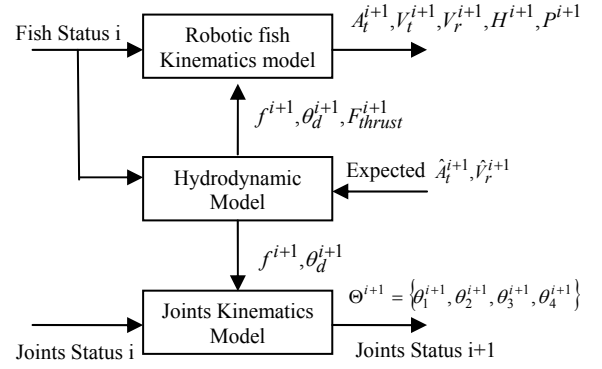 A_t^{i+1}, V_t^{i+1}, V_r^{i+1}, H^{i+1}, P^{i+1}
Fish Status i
Robotic fish
Kinematics model
f^{i+1}, θ_d^{i+1}, F_{thrust}^{i+1}
Expected Â_t^{i+1}, V̂_r^{i+1}
Hydrodynamic
Model
f^{i+1}, θ_d^{i+1}
Θ^{i+1} = {θ_1^{i+1}, θ_2^{i+1}, θ_3^{i+1}, θ_4^{i+1}}
Joints Kinematics
Model
Joints Status i
Joints Status i+1